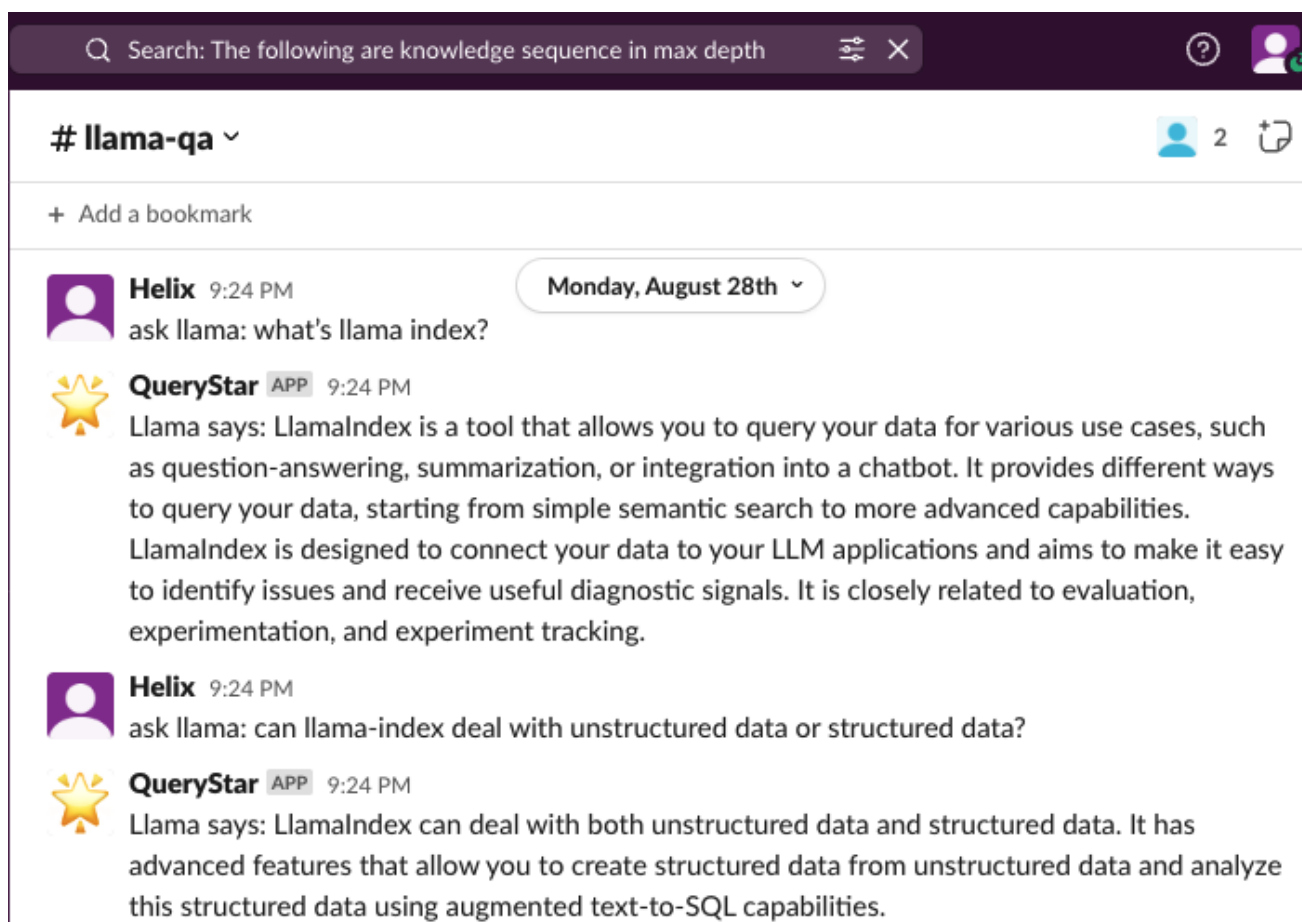 Search: The following are knowledge sequence in max depth
# llama-qa
2
+ Add a bookmark
Monday, August 28th
Helix 9:24 PM
ask llama: what’s llama index?
QueryStar APP 9:24 PM
Llama says: LlamaIndex is a tool that allows you to query your data for various use cases, such
as question-answering, summarization, or integration into a chatbot. It provides different ways
to query your data, starting from simple semantic search to more advanced capabilities.
LlamaIndex is designed to connect your data to your LLM applications and aims to make it easy
to identify issues and receive useful diagnostic signals. It is closely related to evaluation,
experimentation, and experiment tracking.
Helix 9:24 PM
ask llama: can llama-index deal with unstructured data or structured data?
QueryStar APP 9:24 PM
Llama says: LlamaIndex can deal with both unstructured data and structured data. It has
advanced features that allow you to create structured data from unstructured data and analyze
this structured data using augmented text-to-SQL capabilities.